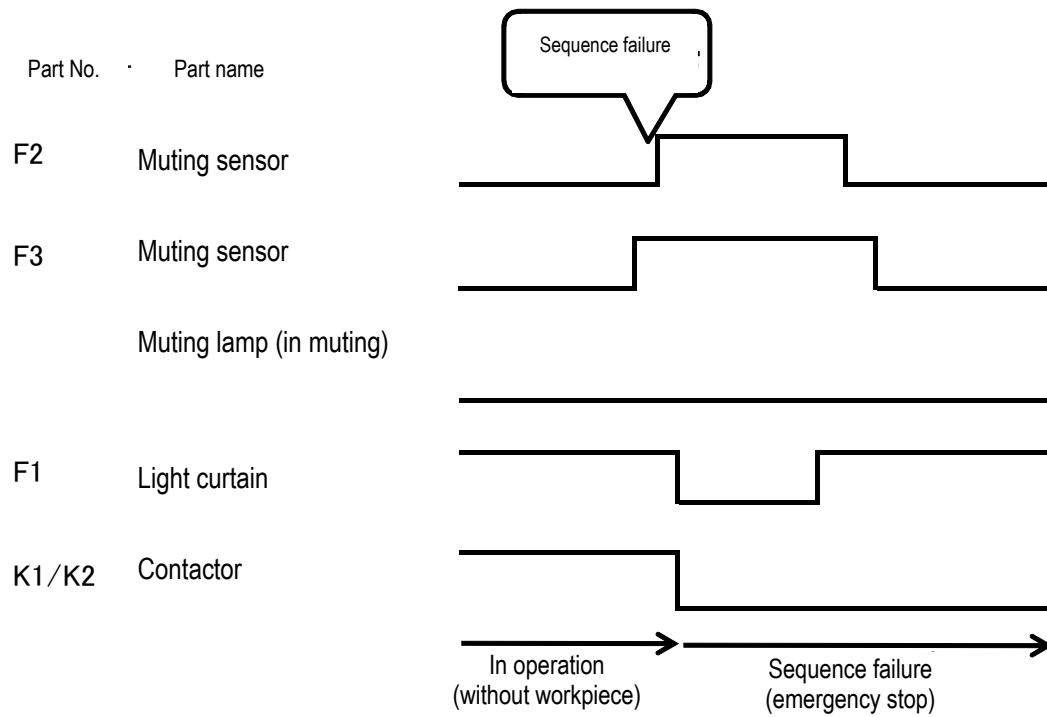 Sequence failure
Part No. · Part name
F2 Muting sensor
F3 Muting sensor
Muting lamp (in muting)
F1 Light curtain
K1/K2 Contactor
In operation
(without workpiece)
Sequence failure
(emergency stop)